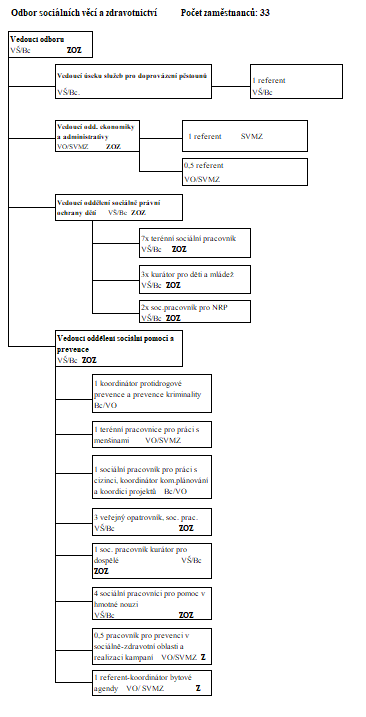 Odbor sociálních věcí a zdravotnictví Počet zaměstnanců: 33
Vedoucí odboru
VŠ/Bc ZOZ
Vedoucí úseku služeb pro doprovázení pěstounů
VŠ/Bc.
1 referent
VŠ/Bc
Vedoucí odd. ekonomiky
a administrativy
VO/SVMZ ZOZ
1 referent SVMZ
0,5 referent
VO/SVMZ
Vedoucí oddělení sociálně právní
ochrany dětí VŠ/Bc ZOZ
7x terénní sociální pracovník
VŠ/Bc ZOZ
3x kurátor pro děti a mládež
VŠ/Bc ZOZ
2x soc.pracovník pro NRP
VŠ/Bc ZOZ
Vedoucí oddělení sociální pomoci a
prevence
VŠ/Bc ZOZ
1 koordinátor protidrogové
prevence a prevence kriminality
Bc/VO
1 terénní pracovnice pro práci s
menšinami VO/SVMZ
1 sociální pracovník pro práci s
cizinci, koordinátor kom.plánování
a koordici projektů Bc/VO
3 veřejný opatrovník, soc. prac.
VŠ/Bc ZOZ
1 soc. pracovník kurátor pro
dospělé VŠ/Bc
ZOZ
4 sociální pracovníci pro pomoc v
hmotné nouzi
VŠ/Bc ZOZ
0,5 pracovník pro prevenci v
sociálně-zdravotní oblasti a
realizaci kampaní VO/SVMZ Z
1 referent-koordinátor bytové
agendy VO/ SVMZ Z